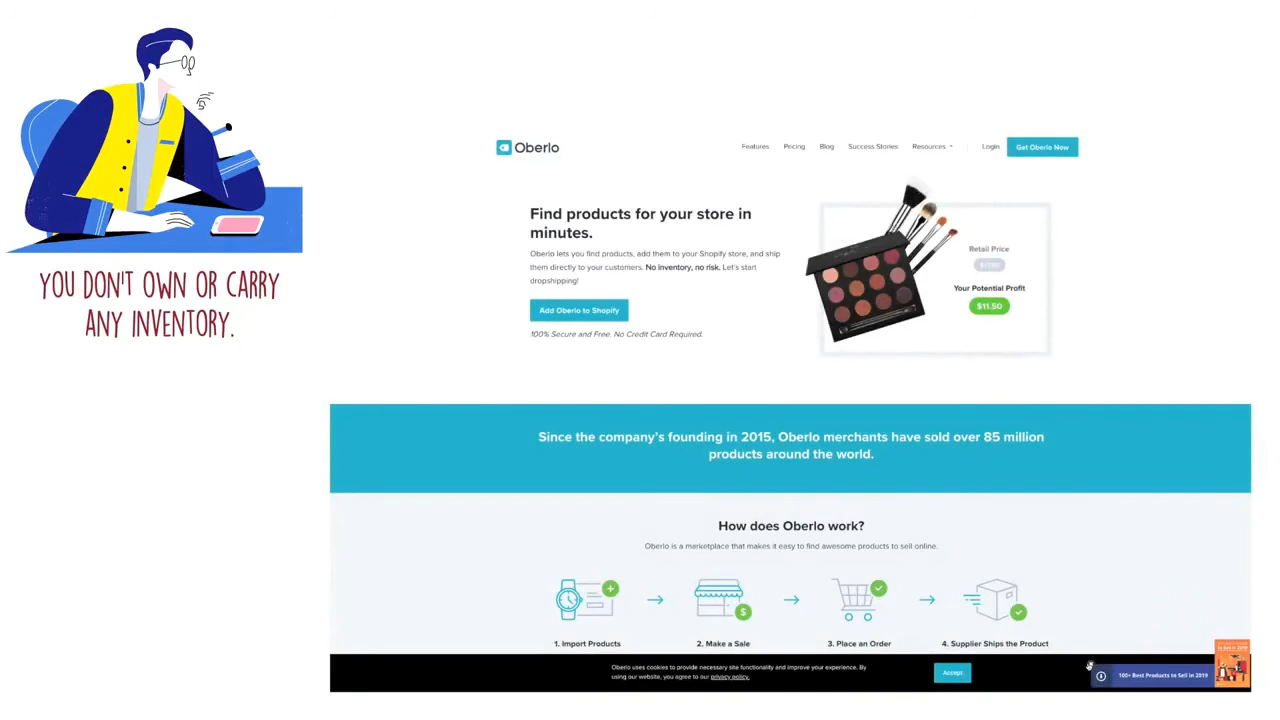 YOU DON'T OWN OR CARRY
ANY INVENTORY.
Oberlo
Features Pricing Blog Success Stories Resources Login Get Oberlo Now
Find products for your store in
minutes.
Oberlo lets you find products, add them to your Shopify store, and ship
them directly to your customers. No inventory, no risk. Let's start
dropshipping!
Add Oberlo to Shopify
100% Secure and Free. No Credit Card Required.
Retail Price
Your Potential Profit
$11.50
Since the company's founding in 2015, Oberlo merchants have sold over 85 million
products around the world.
How does Oberlo work?
Oberlo is a marketplace that makes it easy to find awesome products to sell online.
1. Import Products
2. Make a Sale
3. Place an Order
4. Supplier Ships the Product
Oberlo uses cookies to provide necessary site functionality and improve your experience. By
using our website, you agree to our privacy policy.
Accept
100+ Best Products to Sell in 2019
to Sell in 2019